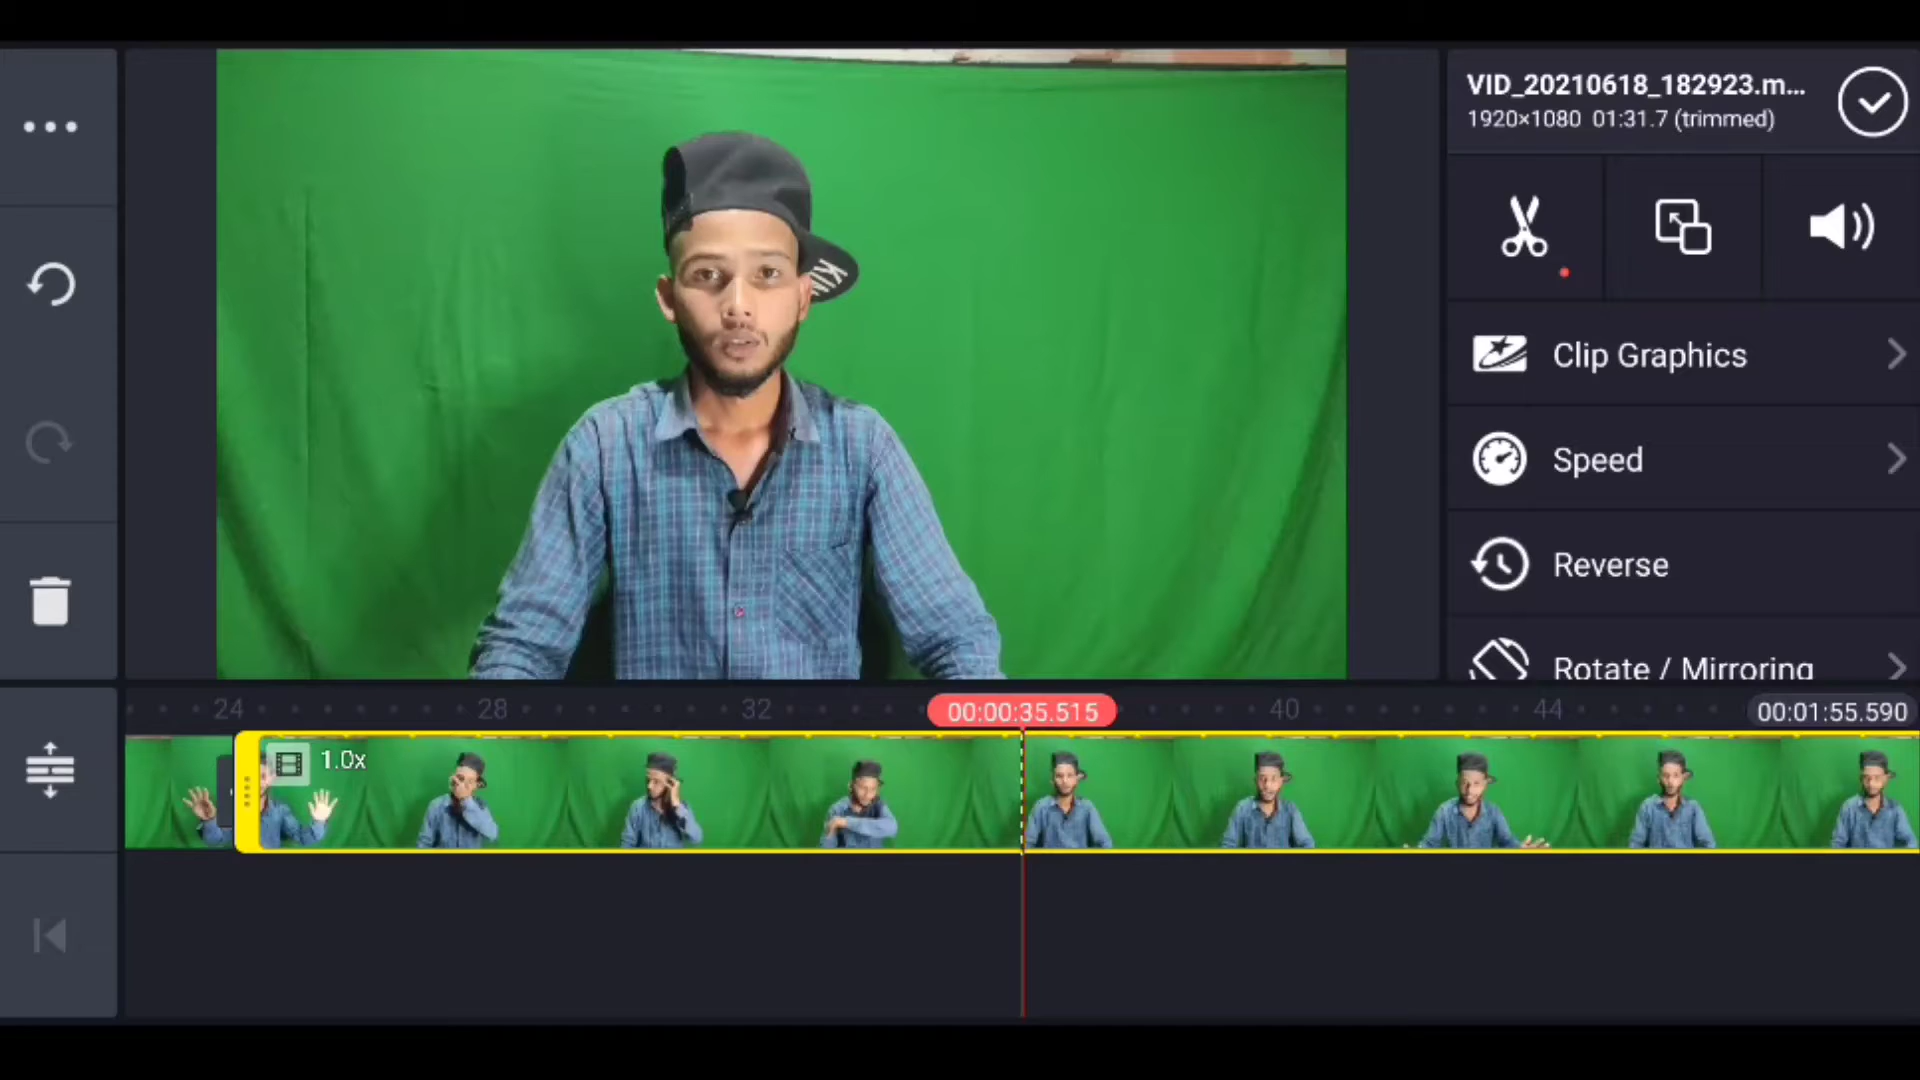 VID_20210618_182923.m...
1920×1080 01:31.7 (trimmed)
Clip Graphics
Speed
Reverse
Rotate / Mirroring
24
28
32
00:00:35.515
40
44
00:01:55.590
1.0x